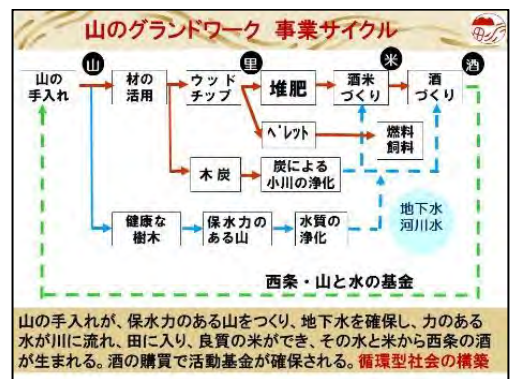 山のグランドワーク 事業サイクル
山
里
米
酒
山の
手入れ
材の
活用
ウッド
チップ
堆肥
酒米
づくり
酒
づくり
ペレット
燃料
飼料
木炭
炭による
小川の浄化
健康な
樹木
保水力の
ある山
水質の
浄化
地下水
河川水
西条・山と水の基金
山の手入れが、保水力のある山をつくり、地下水を確保し、力のある
水が川に流れ、田に入り、良質の米ができ、その水と米から西条の酒
が生まれる。酒の購買で活動基金が確保される。循環型社会の構築